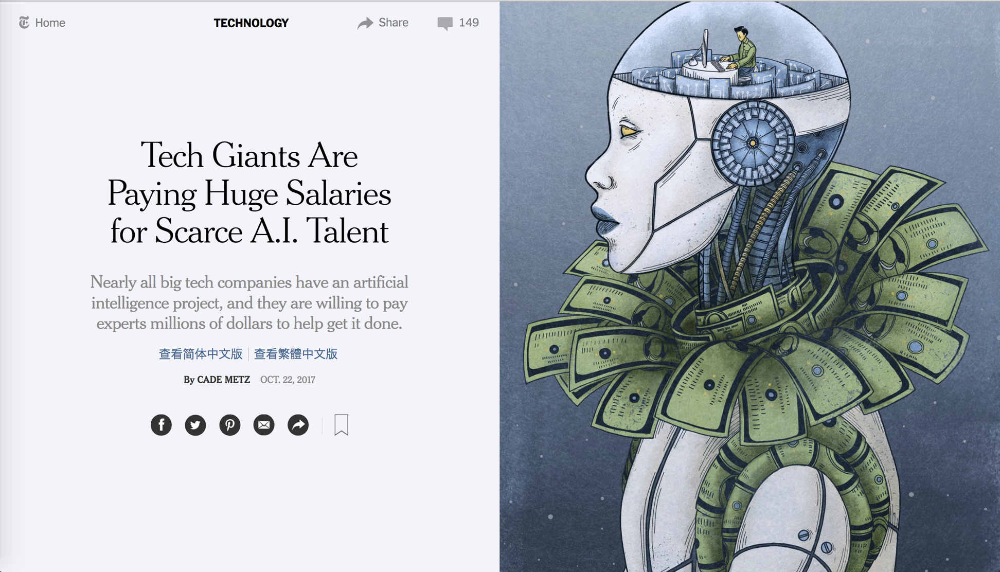 Home
TECHNOLOGY
Share
149
Tech Giants Are
Paying Huge Salaries
for Scarce A.I. Talent
Nearly all big tech companies have an artificial
intelligence project, and they are willing to pay
experts millions of dollars to help get it done.
查看简体中文版 | 查看繁體中文版
By CADE METZ OCT. 22, 2017